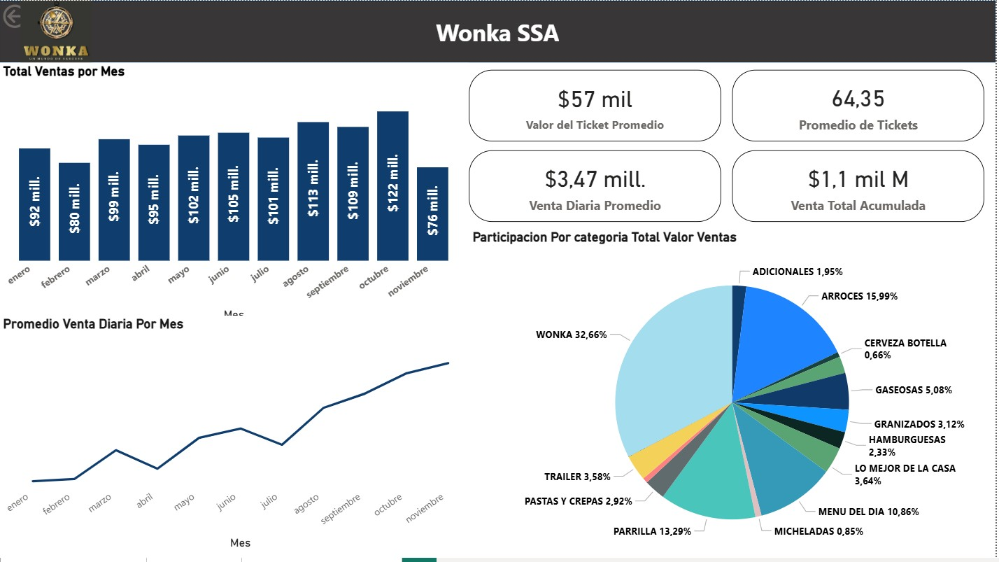 WONKA
UN MUNDO DE SABORES
Wonka SSA
Total Ventas por Mes
$92 mill.
$80 mill.
$99 mill.
$95 mill.
$102 mill.
$105 mill.
$101 mill.
$113 mill.
$109 mill.
$122 mill.
$76 mill.
enero
febrero
marzo
abril
mayo
junio
julio
agosto
septiembre
octubre
noviembre
Mes
$57 mil
Valor del Ticket Promedio
64,35
Promedio de Tickets
$3,47 mill.
Venta Diaria Promedio
$1,1 mil M
Venta Total Acumulada
Promedio Venta Diaria Por Mes
enero
febrero
marzo
abril
mayo
junio
julio
agosto
septiembre
octubre
noviembre
Mes
Participacion Por categoria Total Valor Ventas
ADICIONALES 1,95%
ARROCES 15,99%
CERVEZA BOTELLA
0,66%
GASEOSAS 5,08%
GRANIZADOS 3,12%
HAMBURGUESAS
2,33%
LO MEJOR DE LA CASA
3,64%
MENU DEL DIA 10,86%
MICHELADAS 0,85%
PARRILLA 13,29%
PASTAS Y CREPAS 2,92%
TRAILER 3,58%
WONKA 32,66%